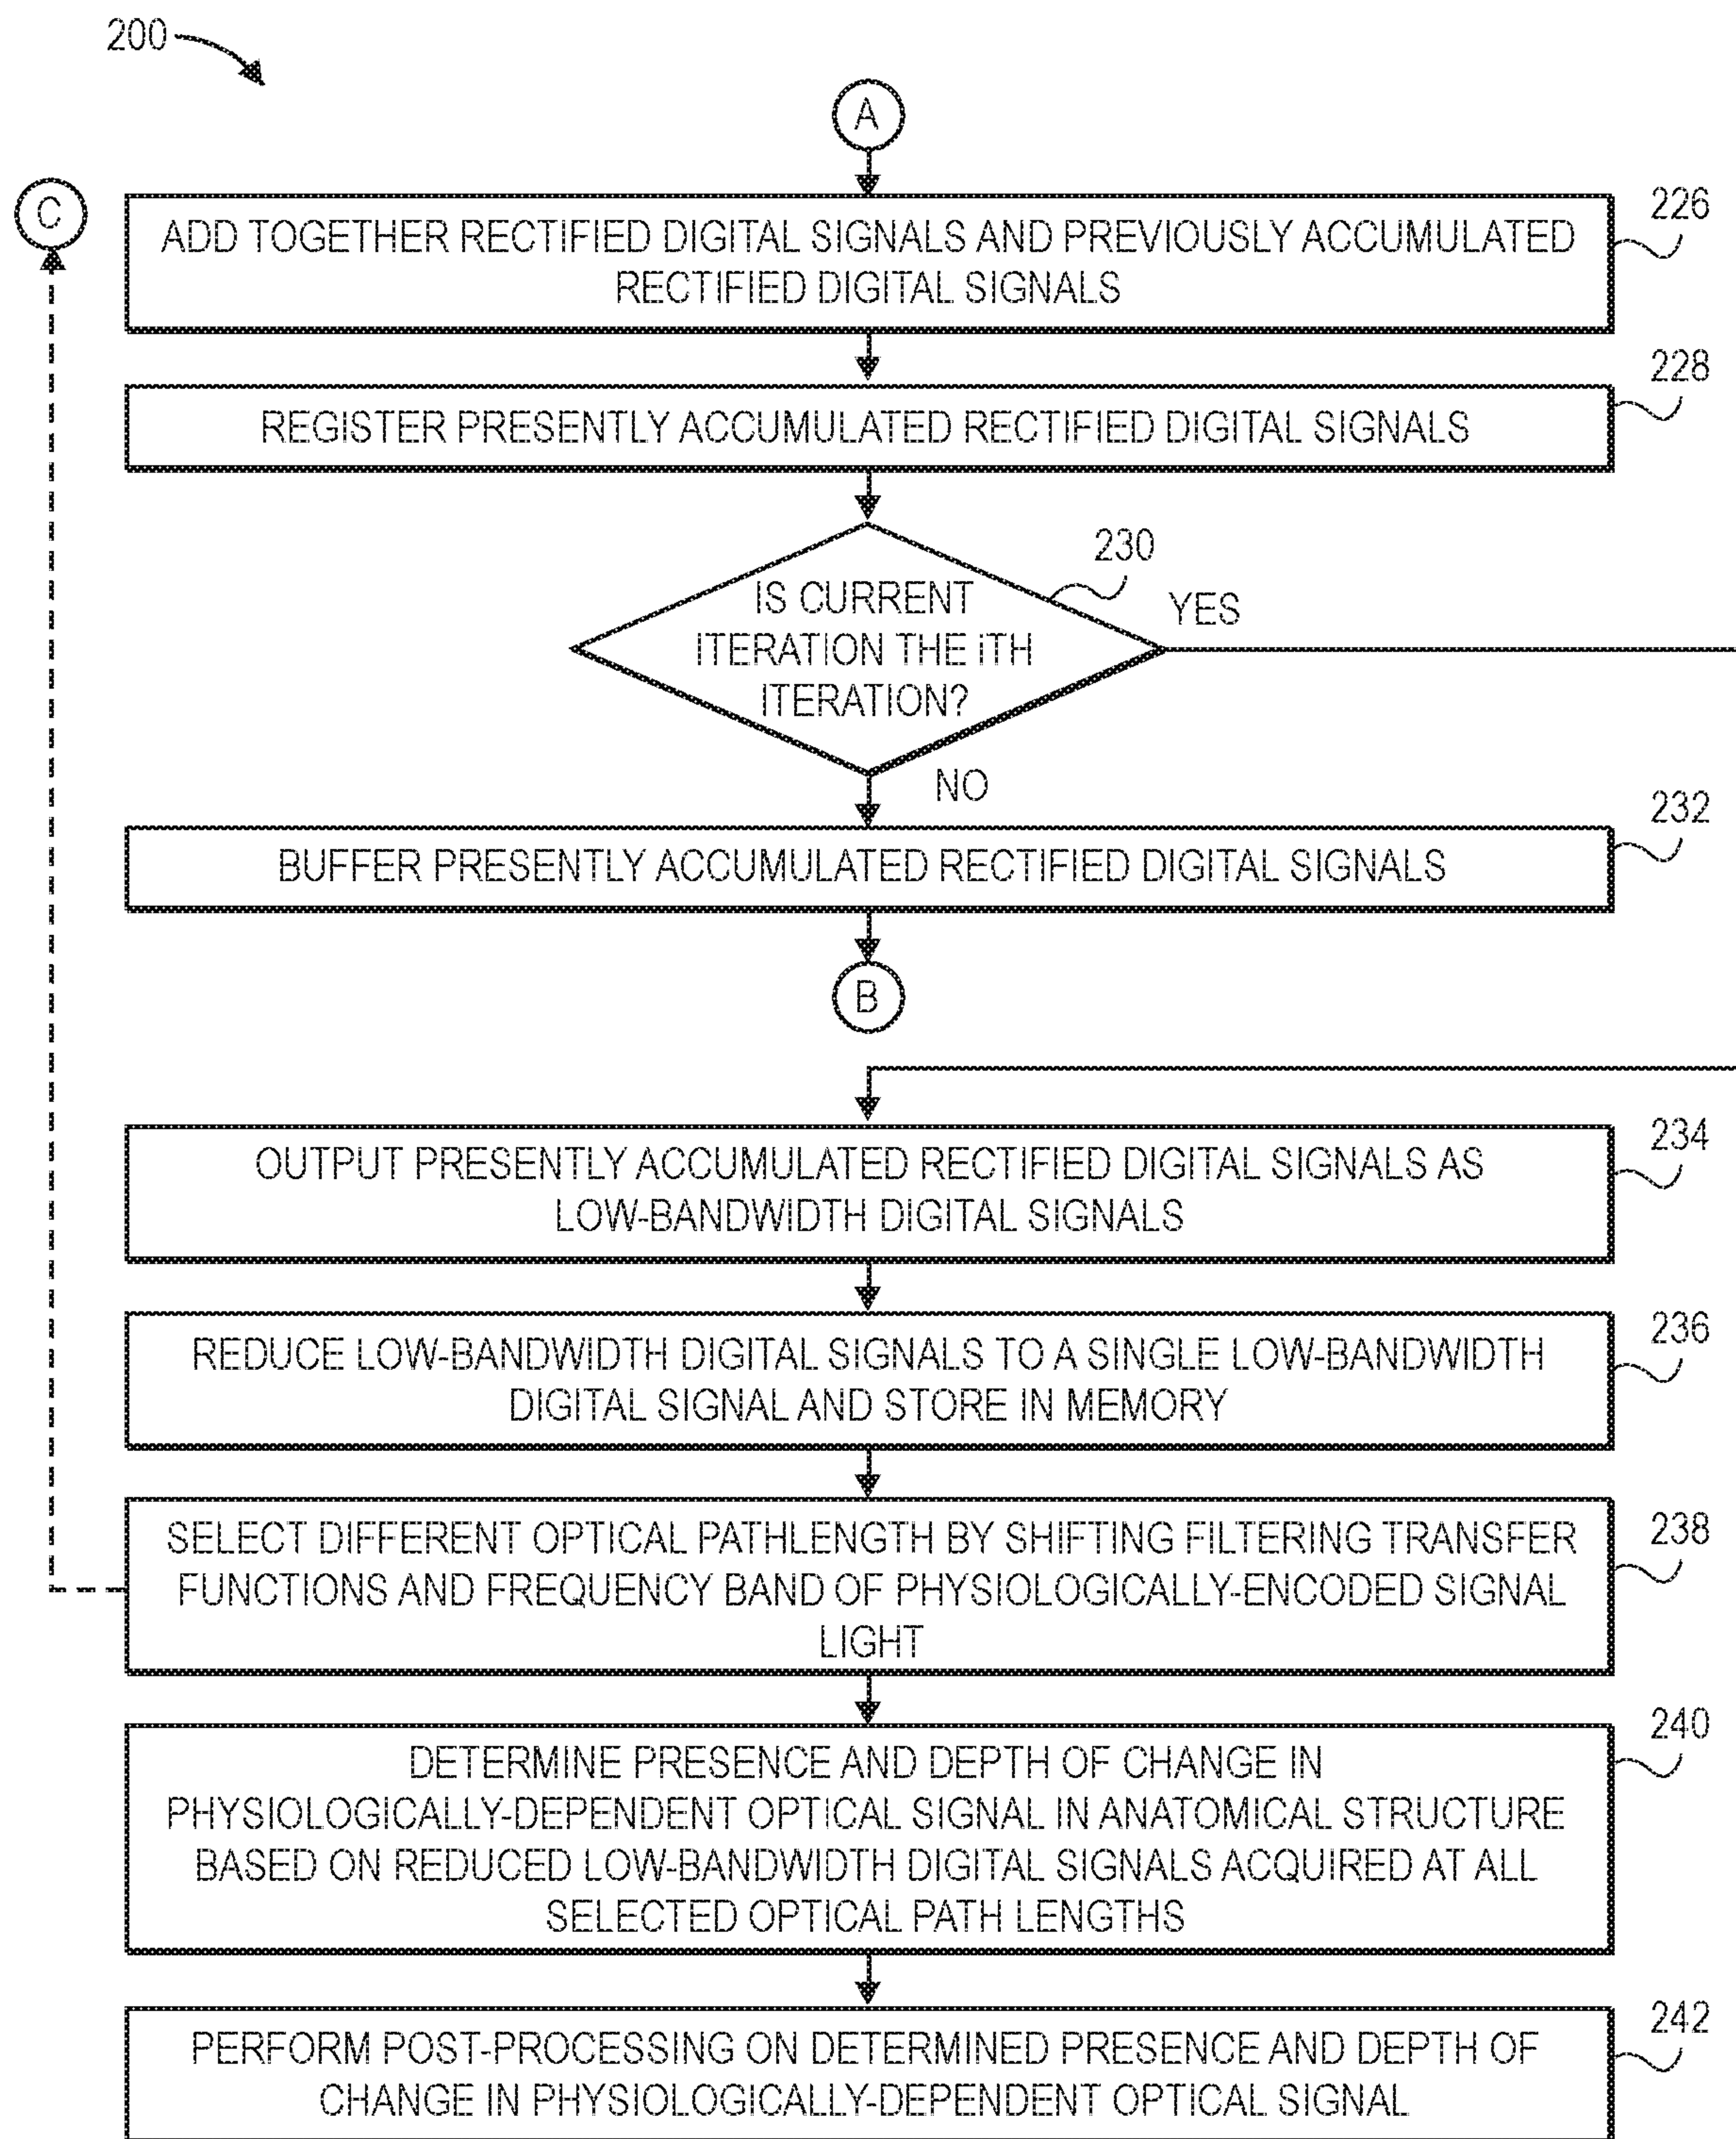 200
A
C
ADD TOGETHER RECTIFIED DIGITAL SIGNALS AND PREVIOUSLY ACCUMULATED
RECTIFIED DIGITAL SIGNALS
226
REGISTER PRESENTLY ACCUMULATED RECTIFIED DIGITAL SIGNALS
228
IS CURRENT
ITERATION THE iTH
ITERATION?
230
YES
NO
BUFFER PRESENTLY ACCUMULATED RECTIFIED DIGITAL SIGNALS
232
B
OUTPUT PRESENTLY ACCUMULATED RECTIFIED DIGITAL SIGNALS AS
LOW-BANDWIDTH DIGITAL SIGNALS
234
REDUCE LOW-BANDWIDTH DIGITAL SIGNALS TO A SINGLE LOW-BANDWIDTH
DIGITAL SIGNAL AND STORE IN MEMORY
236
SELECT DIFFERENT OPTICAL PATHLENGTH BY SHIFTING FILTERING TRANSFER
FUNCTIONS AND FREQUENCY BAND OF PHYSIOLOGICALLY-ENCODED SIGNAL
LIGHT
238
DETERMINE PRESENCE AND DEPTH OF CHANGE IN
PHYSIOLOGICALLY-DEPENDENT OPTICAL SIGNAL IN ANATOMICAL STRUCTURE
BASED ON REDUCED LOW-BANDWIDTH DIGITAL SIGNALS ACQUIRED AT ALL
SELECTED OPTICAL PATH LENGTHS
240
PERFORM POST-PROCESSING ON DETERMINED PRESENCE AND DEPTH OF
CHANGE IN PHYSIOLOGICALLY-DEPENDENT OPTICAL SIGNAL
242